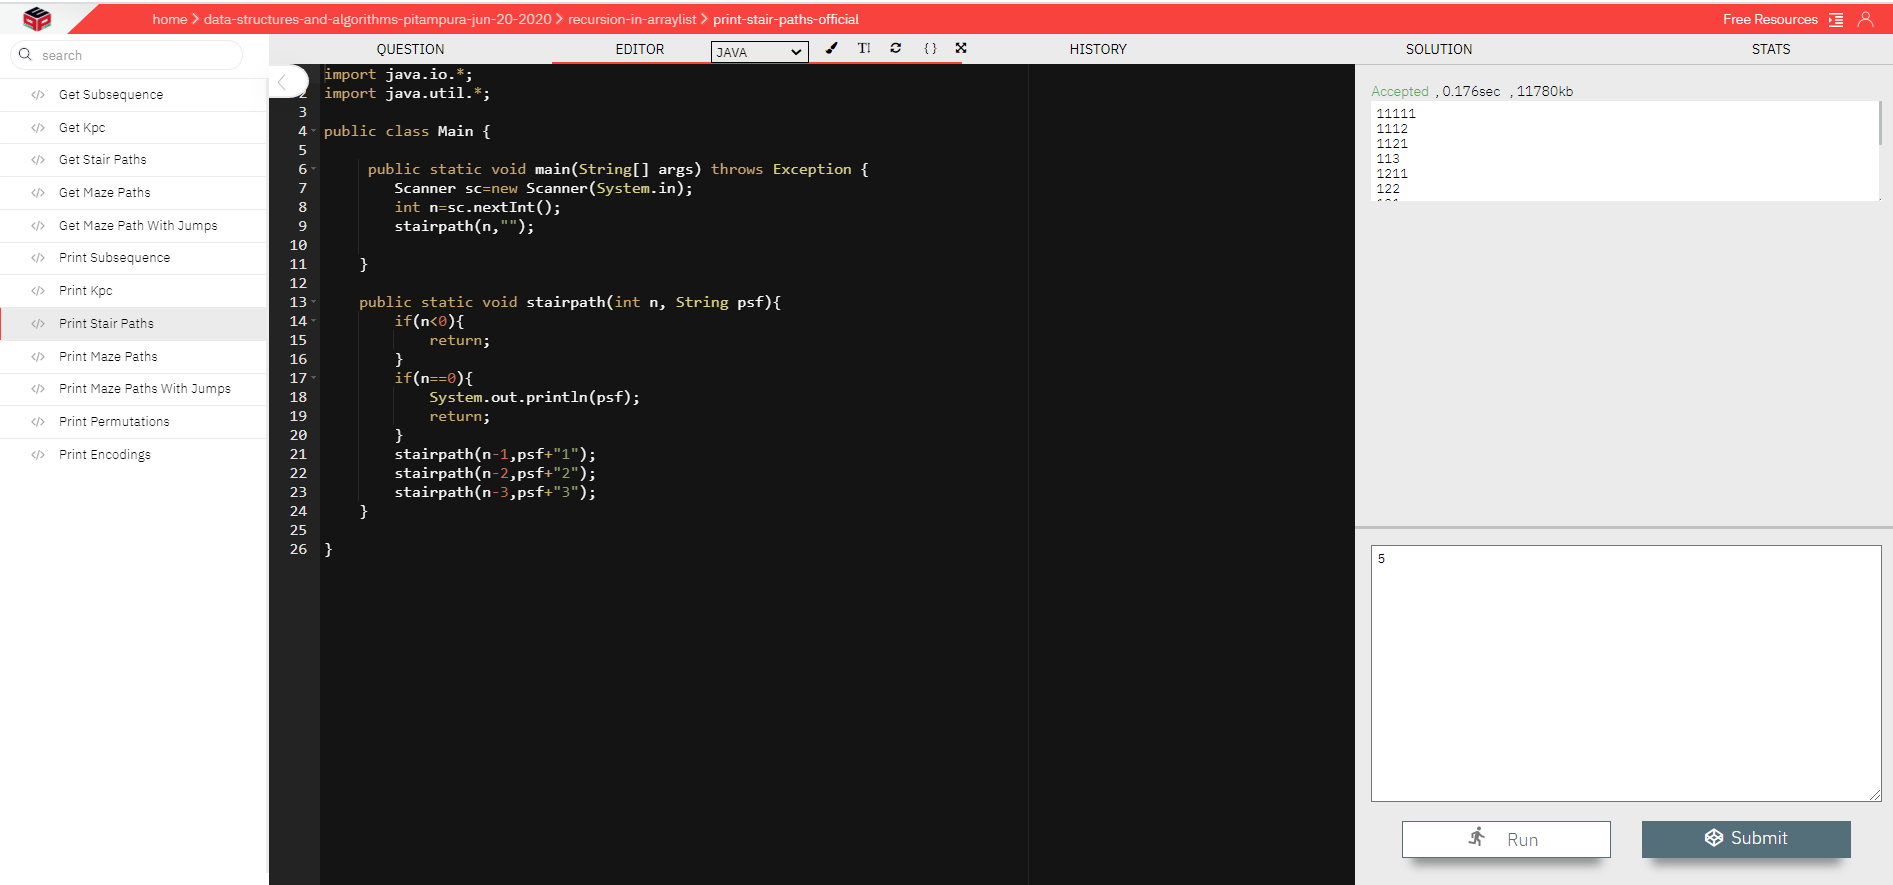 home > data-structures-and-algorithms-pitampura-jun-20-2020 > recursion-in-arraylist > print-stair-paths-official
Free Resources
search
Get Subsequence
Get Kpc
Get Stair Paths
Get Maze Paths
Get Maze Path With Jumps
Print Subsequence
Print Kpc
Print Stair Paths
Print Maze Paths
Print Maze Paths With Jumps
Print Permutations
Print Encodings
QUESTION
EDITOR
JAVA
T!
{ }
HISTORY
SOLUTION
STATS
import java.io.*;
2 import java.util.*;
3
4 public class Main {
5
6 public static void main(String[] args) throws Exception {
7 Scanner sc=new Scanner(System.in);
8 int n=sc.nextInt();
9 stairpath(n,"");
10
11 }
12
13 public static void stairpath(int n, String psf){
14 if(n<0){
15 return;
16 }
17 if(n==0){
18 System.out.println(psf);
19 return;
20 }
21 stairpath(n-1,psf+"1");
22 stairpath(n-2,psf+"2");
23 stairpath(n-3,psf+"3");
24 }
25
26 }
Accepted , 0.176sec , 11780kb
11111
1112
1121
113
1211
122
5
Run
Submit